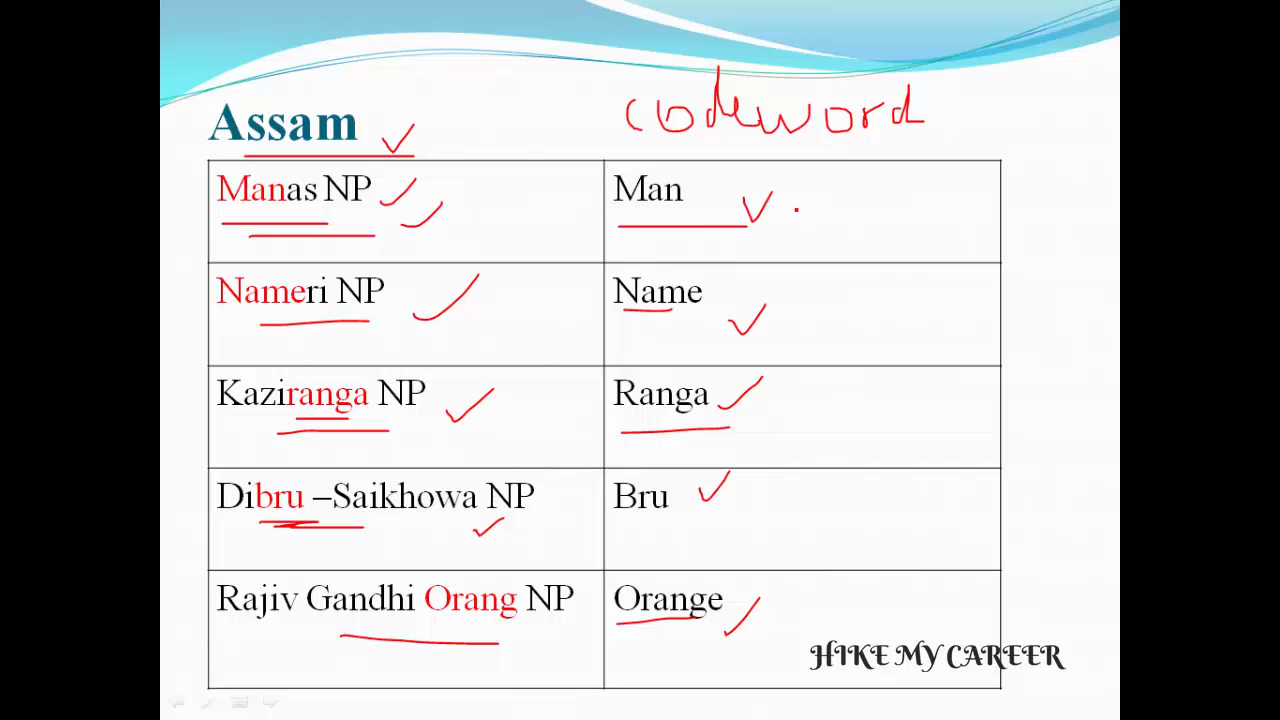 codeword
Assam
Manas NP Man
Nameri NP Name
Kaziranga NP Ranga
Dibru –Saikhowa NP Bru
Rajiv Gandhi Orang NP Orange
HIKE MY CAREER